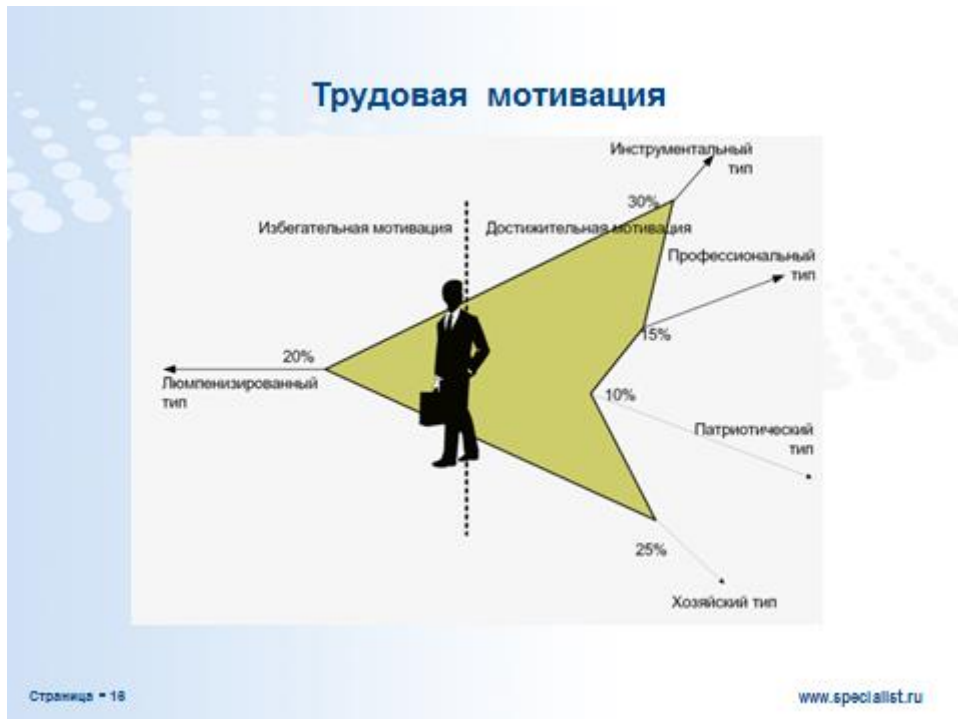 Трудовая мотивация
Инструментальный
тип
30%
Избегательная мотивация
Достижительная мотивация
Профессиональный
тип
15%
20%
Люмпенизированный
тип
10%
Патриотический
тип
25%
Хозяйский тип
Страница - 16
www.specialist.ru